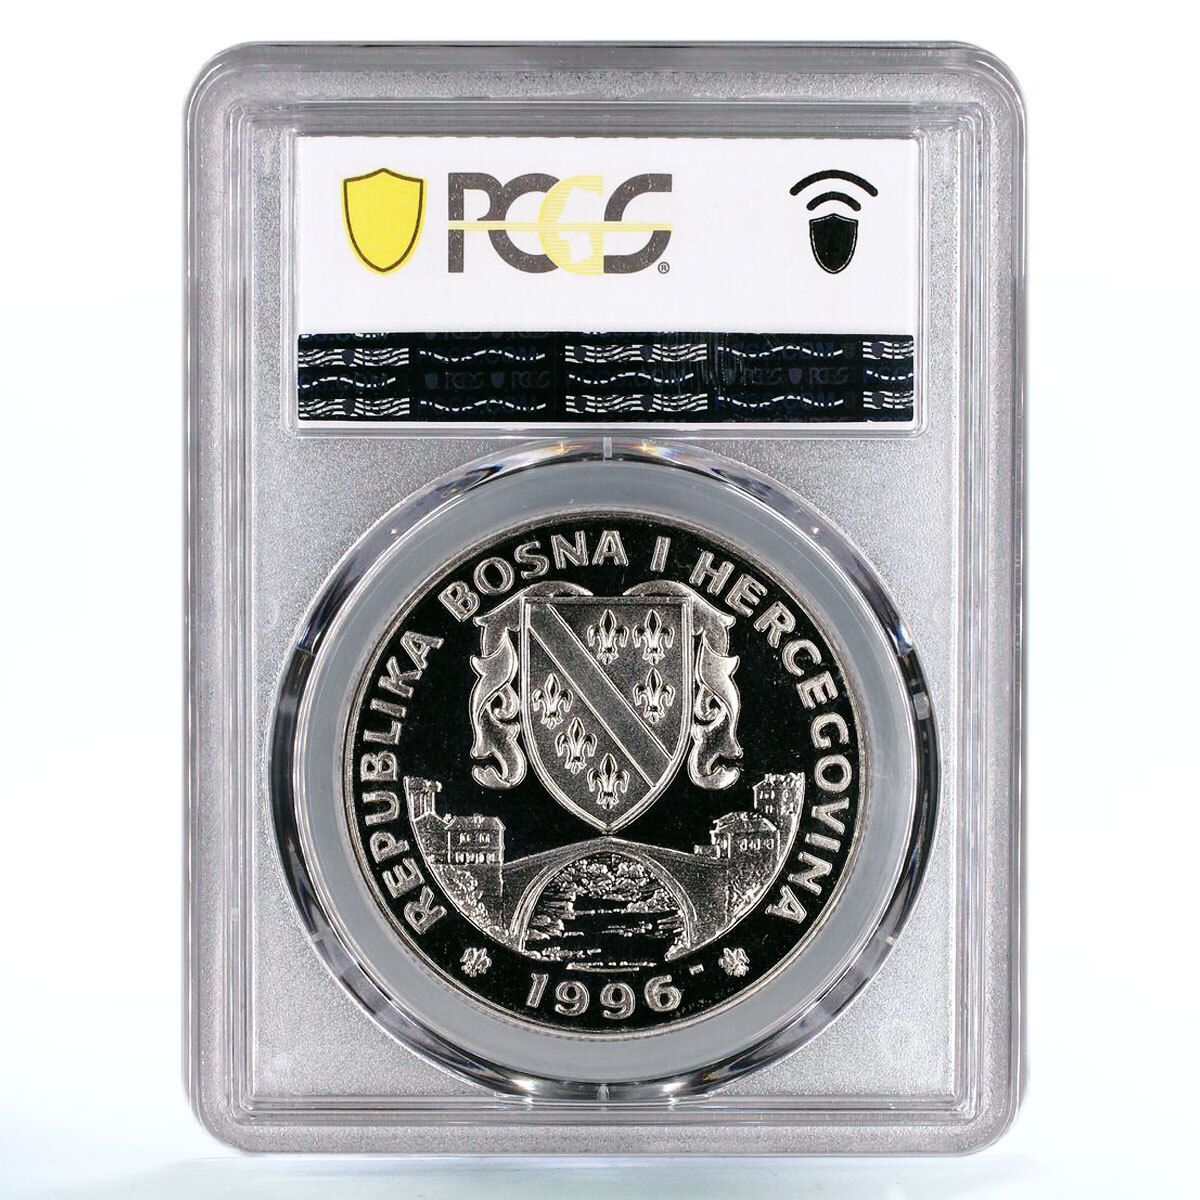 PCGS®
REPUBLIKA BOSNA I HERCEGOVINA
1996